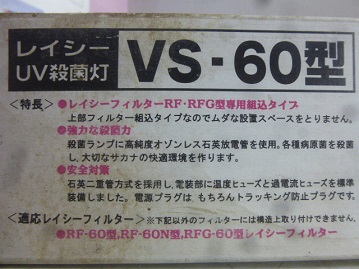 レイシー
UV殺菌灯
VS-60型
<特長>●レイシーフィルターRF・RFG型専用組込タイプ
上部フィルター組込タイプなのでムダな設置スペースをとりません。
●強力な殺菌力
殺菌ランプに高純度オゾンレス石英放電管を使用。各種病原菌を殺菌
し、大切なサカナの快適環境を作ります。
●安全対策
石英二重管方式を採用し、電装部に温度ヒューズと過電流ヒューズを標準
装備しました。電源プラグは、もちろんトラッキング防止プラグです。
<適応レイシーフィルター>※下記以外のフィルターには構造上取り付けできません。
●RF-60型,RF-60N型,RFG-60型レイシーフィルター